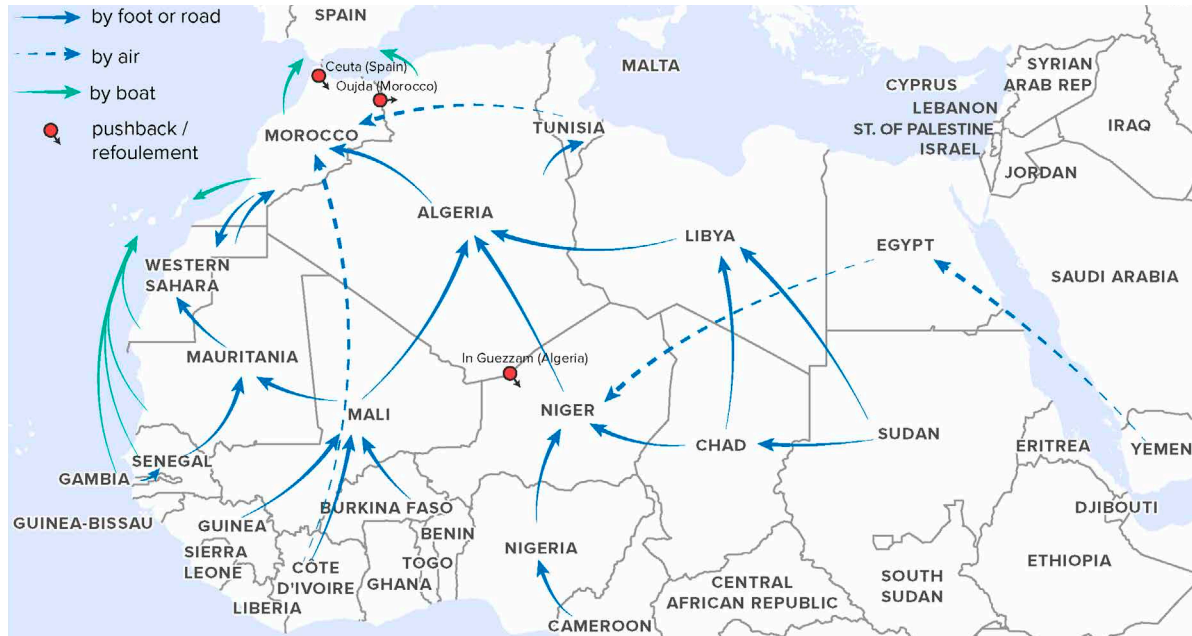 by foot or road
by air
by boat
pushback /
refoulement
SPAIN
Ceuta (Spain)
Oujda (Morocco)
MOROCCO
TUNISIA
MALTA
CYPRUS
SYRIAN
ARAB REP
LEBANON
ST. OF PALESTINE
ISRAEL
IRAQ
JORDAN
ALGERIA
LIBYA
EGYPT
SAUDI ARABIA
WESTERN
SAHARA
MAURITANIA
In Guezzam (Algeria)
MALI
NIGER
CHAD
SUDAN
ERITREA
YEMEN
SENEGAL
GAMBIA
GUINEA-BISSAU
GUINEA
BURKINA FASO
BENIN
NIGERIA
DJIBOUTI
SIERRA
LEONE
CÔTE
D'IVOIRE
TOGO
GHANA
LIBERIA
CENTRAL
AFRICAN REPUBLIC
SOUTH
SUDAN
ETHIOPIA
CAMEROON